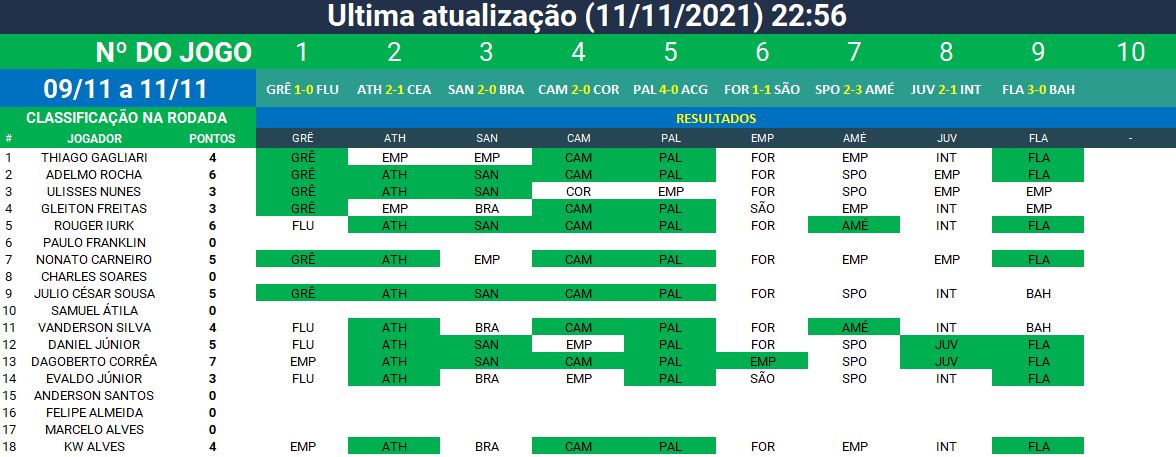 Ultima atualização (11/11/2021) 22:56
Nº DO JOGO 1 2 3 4 5 6 7 8 9 10
09/11 a 11/11 GRÊ 1-0 FLU ATH 2-1 CEA SAN 2-0 BRA CAM 2-0 COR PAL 4-0 ACG FOR 1-1 SÃO SPO 2-3 AMÉ JUV 2-1 INT FLA 3-0 BAH
CLASSIFICAÇÃO NA RODADA RESULTADOS
# JOGADOR PONTOS GRÊ ATH SAN CAM PAL EMP AMÉ JUV FLA -
1 THIAGO GAGLIARI 4 GRÊ EMP EMP CAM PAL FOR EMP INT FLA
2 ADELMO ROCHA 6 GRÊ ATH SAN CAM PAL FOR SPO EMP FLA
3 ULISSES NUNES 3 GRÊ ATH SAN COR EMP FOR SPO EMP EMP
4 GLEITON FREITAS 3 GRÊ EMP BRA CAM PAL SÃO EMP INT EMP
5 ROUGER IURK 6 FLU ATH SAN CAM PAL FOR AMÉ INT FLA
6 PAULO FRANKLIN 0
7 NONATO CARNEIRO 5 GRÊ ATH EMP CAM PAL FOR EMP EMP FLA
8 CHARLES SOARES 0
9 JULIO CÉSAR SOUSA 5 GRÊ ATH SAN CAM PAL FOR SPO INT BAH
10 SAMUEL ÁTILA 0
11 VANDERSON SILVA 4 FLU ATH BRA CAM PAL FOR AMÉ INT BAH
12 DANIEL JÚNIOR 5 FLU ATH SAN EMP PAL FOR SPO JUV FLA
13 DAGOBERTO CORRÊA 7 EMP ATH SAN CAM PAL EMP SPO JUV FLA
14 EVALDO JÚNIOR 3 FLU ATH BRA EMP PAL SÃO SPO INT FLA
15 ANDERSON SANTOS 0
16 FELIPE ALMEIDA 0
17 MARCELO ALVES 0
18 KW ALVES 4 EMP ATH BRA CAM PAL FOR EMP INT FLA